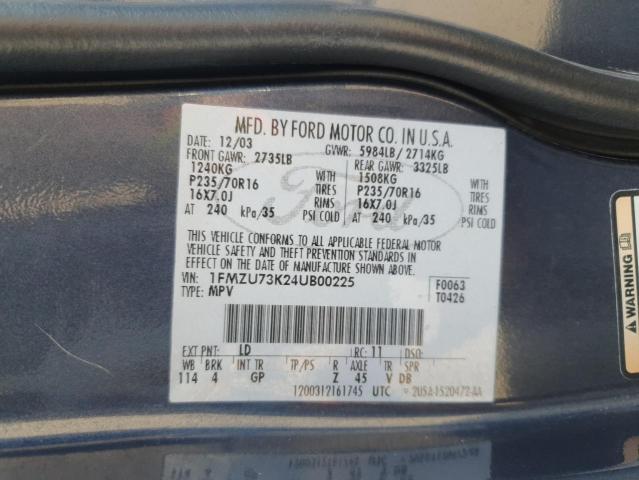 MFD. BY FORD MOTOR CO. IN U.S.A.
DATE: 12/03 GVWR: 5984LB/ 2714KG
FRONT GAWR: 2735LB REAR GAWR: 3325LB
1240KG 1508KG
P235/70R16 WITH TIRES P235/70R16 WITH TIRES
16X7.0J RIMS 16X7.0J RIMS
AT 240 kPa/35 PSI COLD AT 240 kPa/35 PSI COLD
Ford
THIS VEHICLE CONFORMS TO ALL APPLICABLE FEDERAL MOTOR
VEHICLE SAFETY AND THEFT PREVENTION STANDARDS IN
EFFECT ON THE DATE OF MANUFACTURE SHOWN ABOVE.
VIN: 1FMZU73K24UB00225 F0063
TYPE: MPV T0426
EXT PNT: LD RC: 11 DSO:
WB BRK INT TR TP/PS R AXLE TR SPR
114 4 GP Z 45 V DB
1200312161745 UTC 2U5A-1520472-AA
WARNING